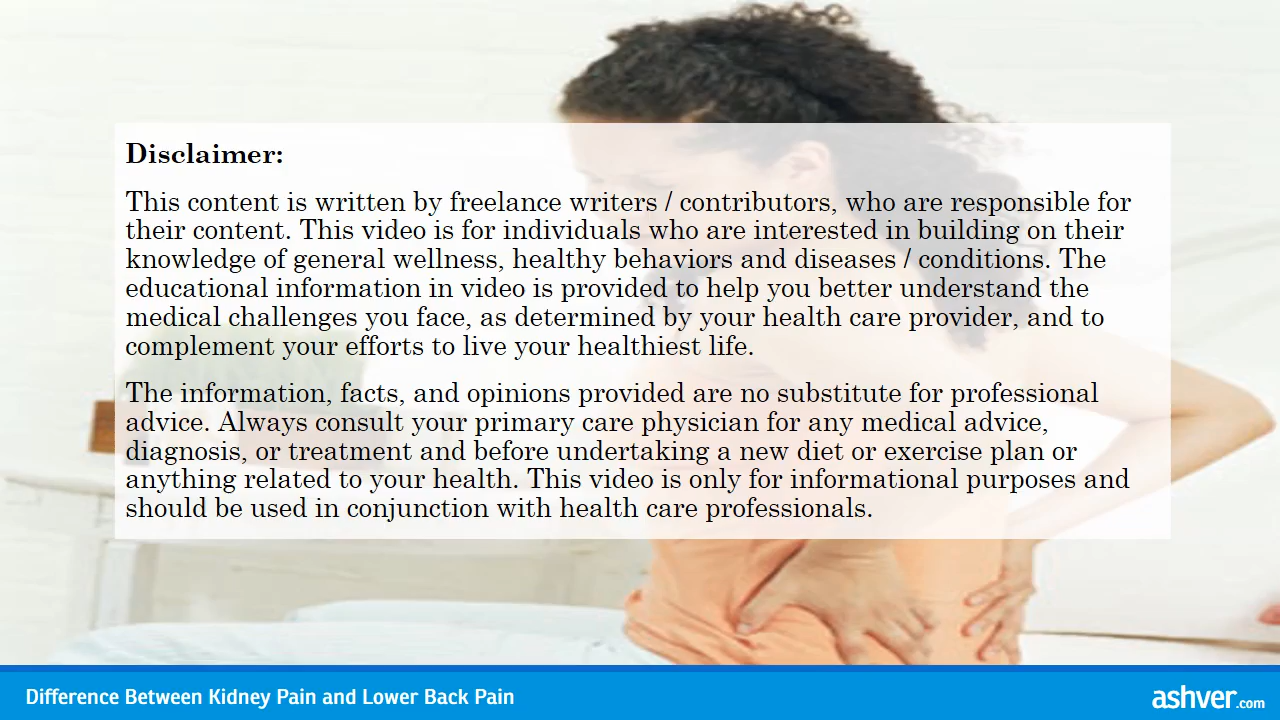 Disclaimer:
This content is written by freelance writers / contributors, who are responsible for
their content. This video is for individuals who are interested in building on their
knowledge of general wellness, healthy behaviors and diseases / conditions. The
educational information in video is provided to help you better understand the
medical challenges you face, as determined by your health care provider, and to
complement your efforts to live your healthiest life.
The information, facts, and opinions provided are no substitute for professional
advice. Always consult your primary care physician for any medical advice,
diagnosis, or treatment and before undertaking a new diet or exercise plan or
anything related to your health. This video is only for informational purposes and
should be used in conjunction with health care professionals.
Difference Between Kidney Pain and Lower Back Pain
ashver.com